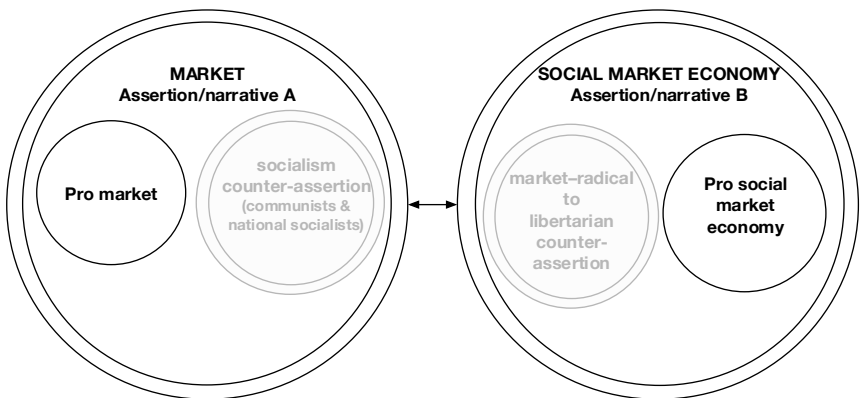 MARKET
Assertion/narrative A
Pro market
socialism
counter-assertion
(communists &
national socialists)
SOCIAL MARKET ECONOMY
Assertion/narrative B
market–radical
to
libertarian
counter-
assertion
Pro social
market
economy